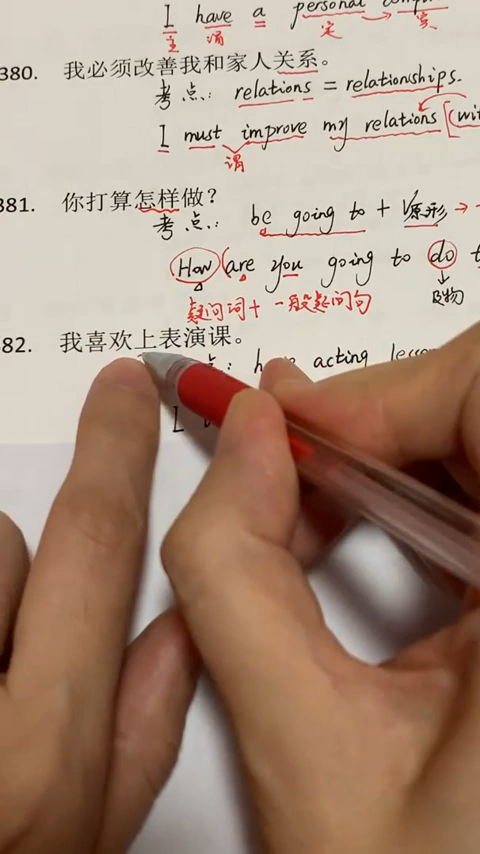 I have a personal
主 谓 定 宾
380. 我必须改善我和家人关系。
考点: relations = relationships.
I must improve my relations [(wit
谓
381. 你打算怎样做?
考点: be going to + V原形 →
How (are you going to do t
疑问词 + 一般疑问句
及物
82. 我喜欢上表演课。
点: acting
I